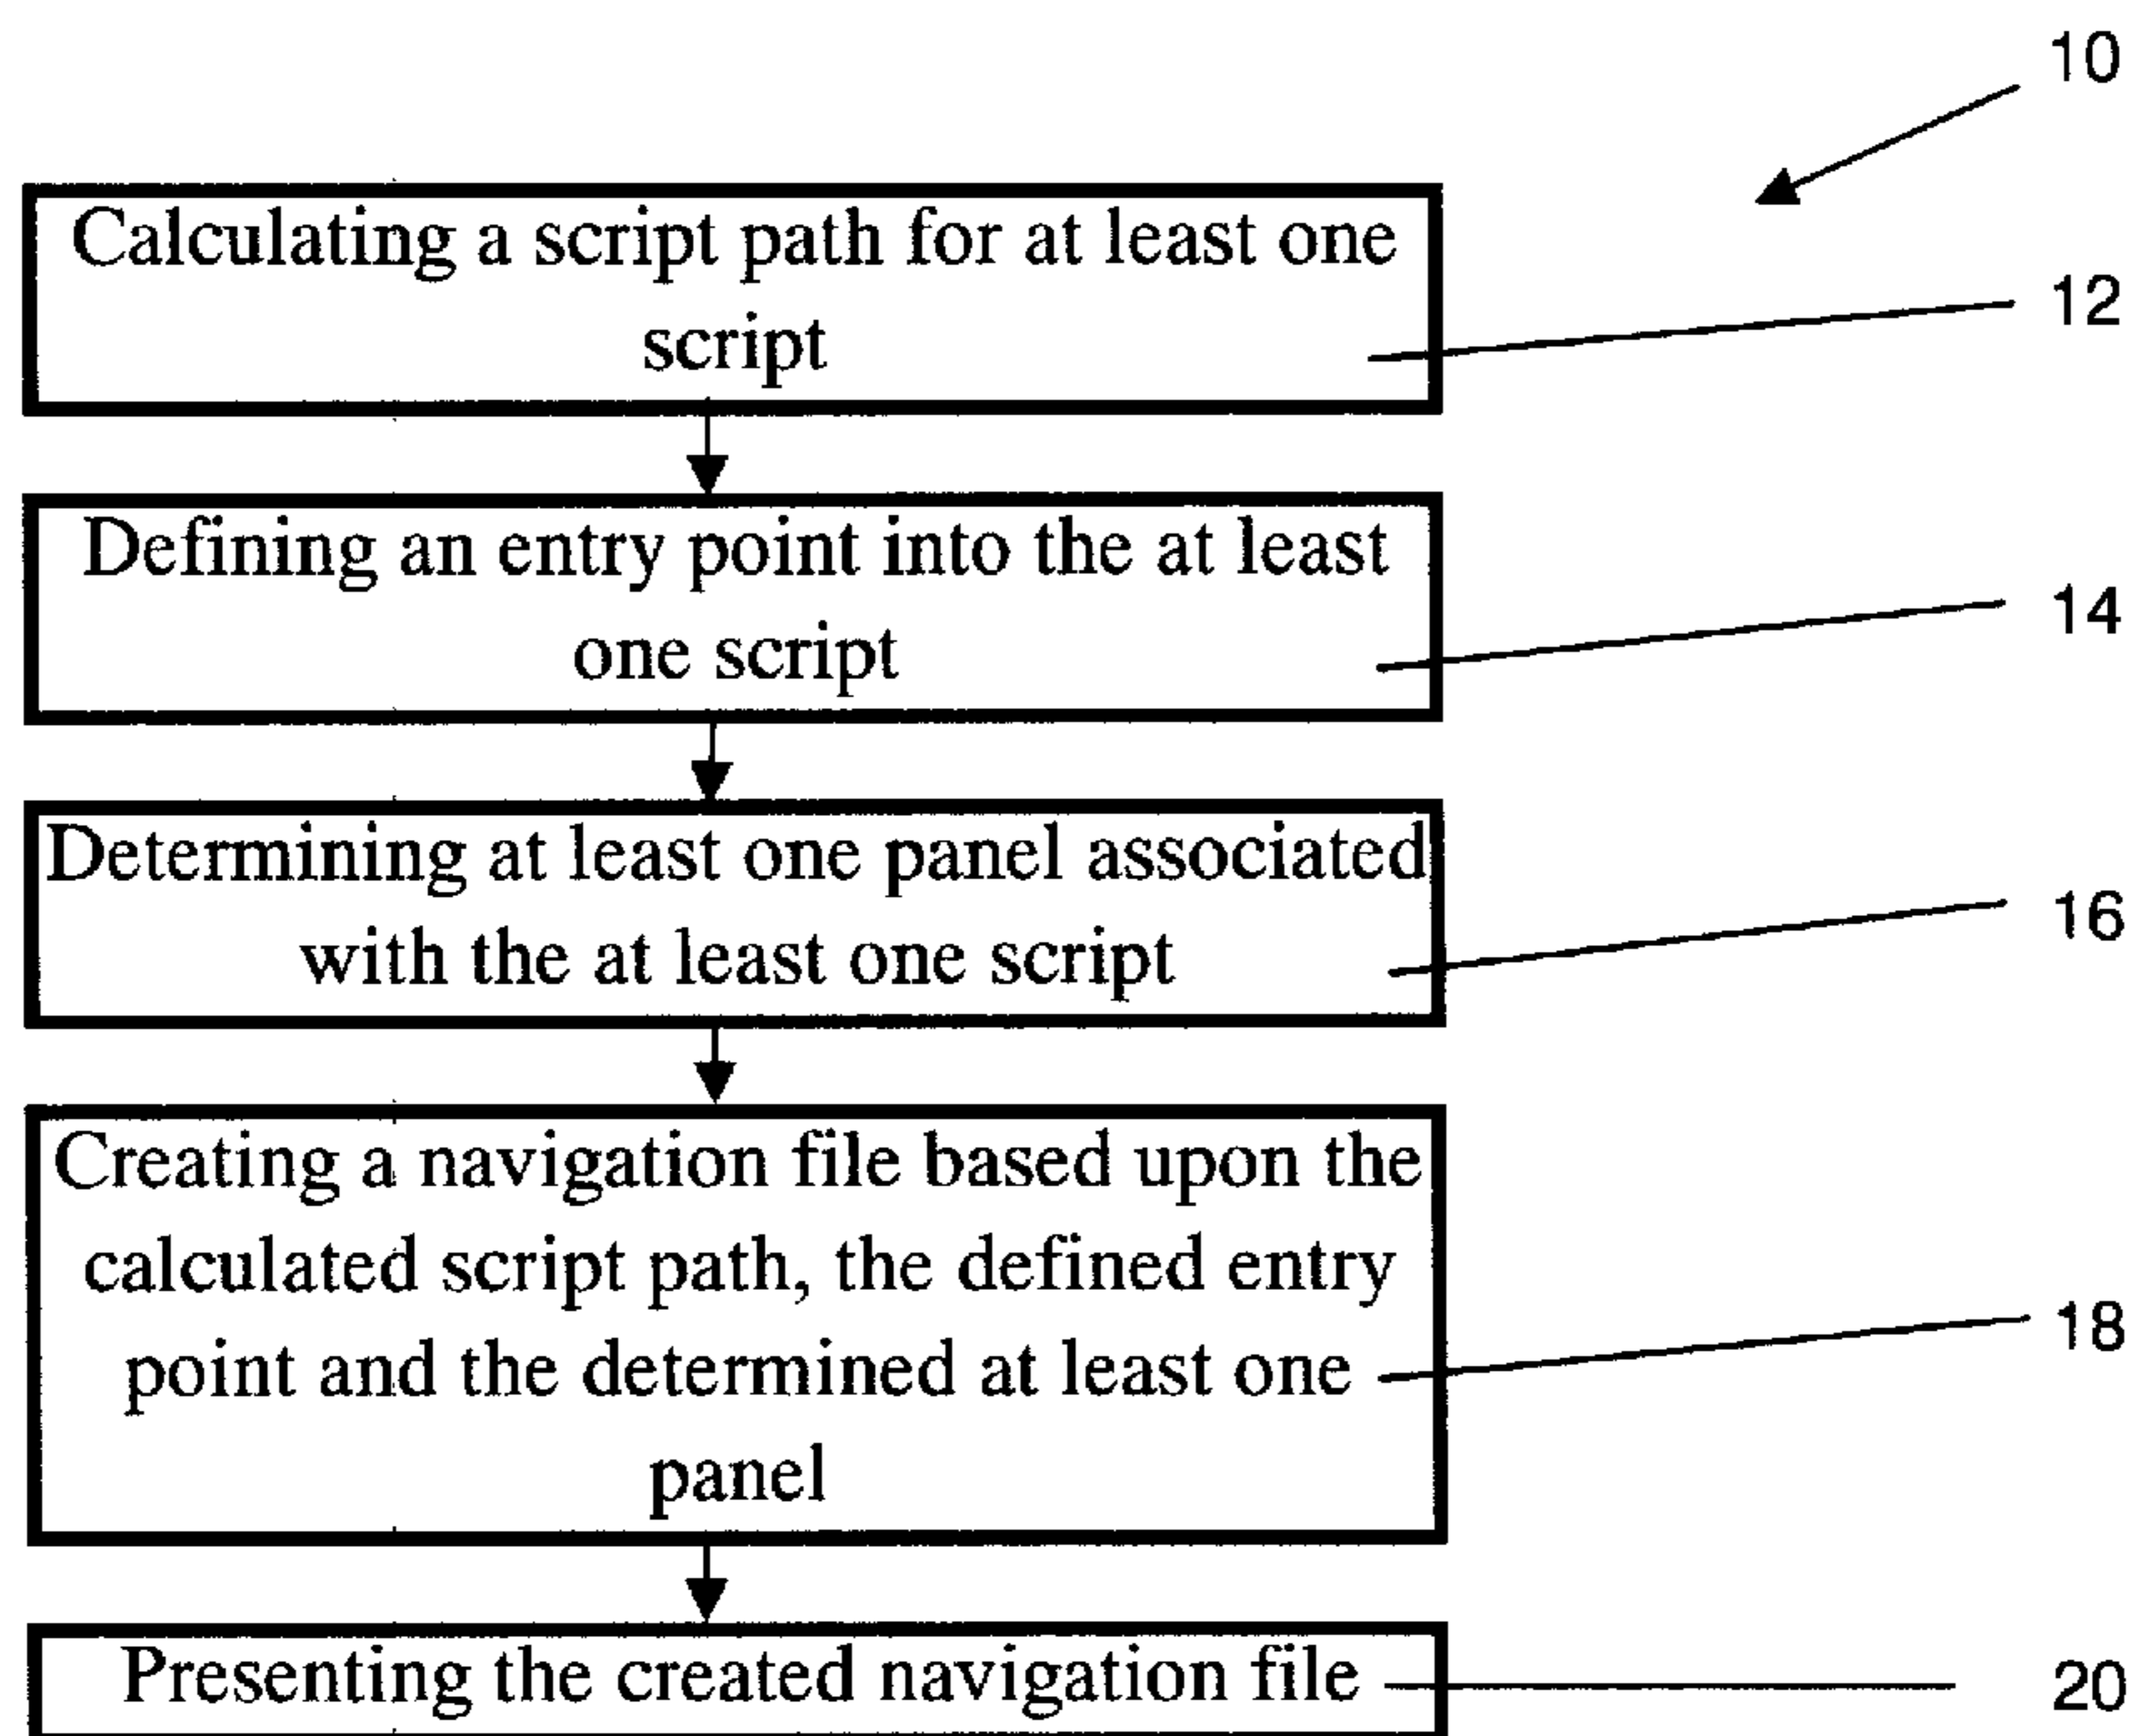 10
Calculating a script path for at least one
script
12
Defining an entry point into the at least
one script
14
Determining at least one panel associated
with the at least one script
16
Creating a navigation file based upon the
calculated script path, the defined entry
point and the determined at least one
panel
18
Presenting the created navigation file
20